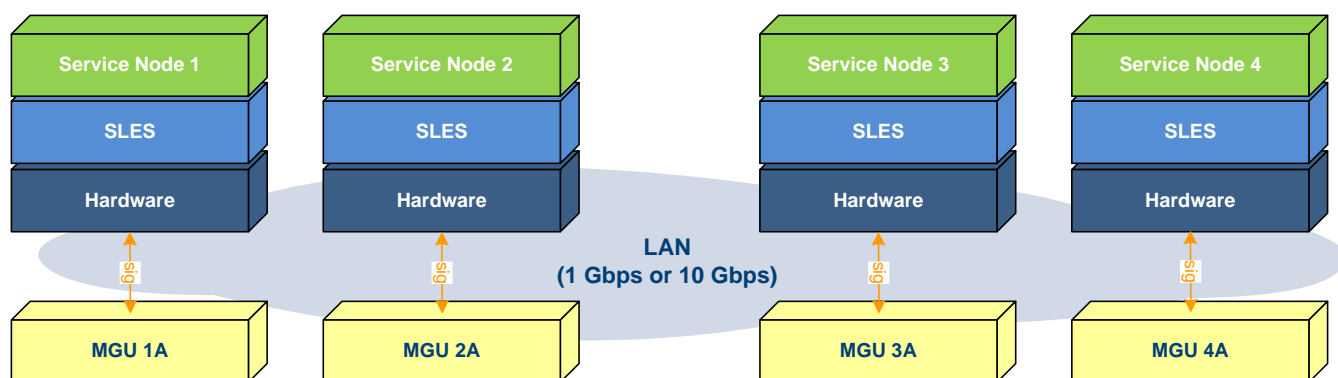 Service Node 1
Service Node 2
Service Node 3
Service Node 4
SLES
SLES
SLES
SLES
Hardware
Hardware
Hardware
Hardware
LAN
(1 Gbps or 10 Gbps)
sig
sig
sig
sig
MGU 1A
MGU 2A
MGU 3A
MGU 4A